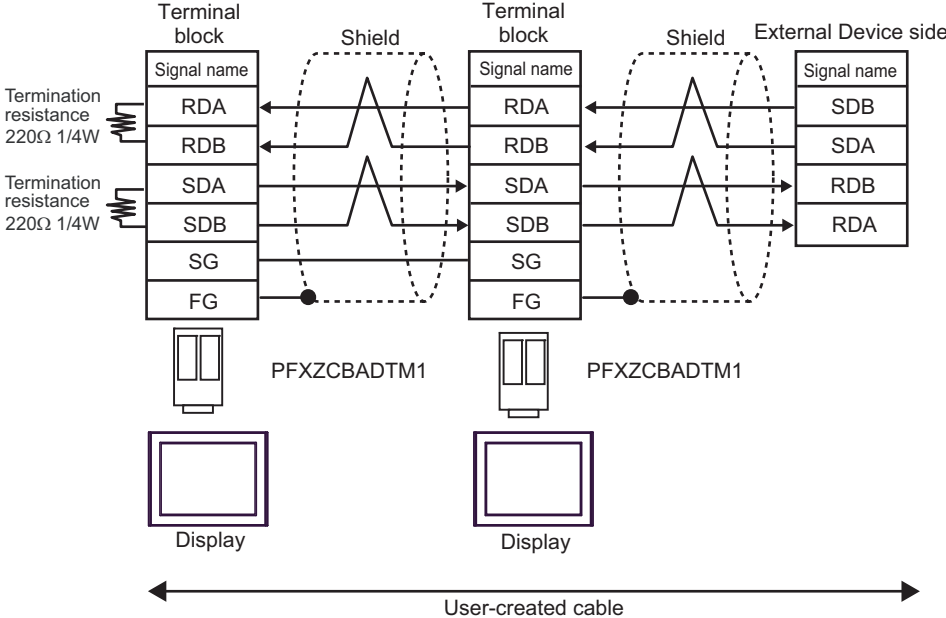 Terminal
block
Shield
Terminal
block
Shield
External Device side
Termination
resistance
220Ω 1/4W
Termination
resistance
220Ω 1/4W
Signal name
RDA
RDB
SDA
SDB
SG
FG
Signal name
RDA
RDB
SDA
SDB
SG
FG
Signal name
SDB
SDA
RDB
RDA
PFXZCBADTM1
PFXZCBADTM1
Display
Display
User-created cable